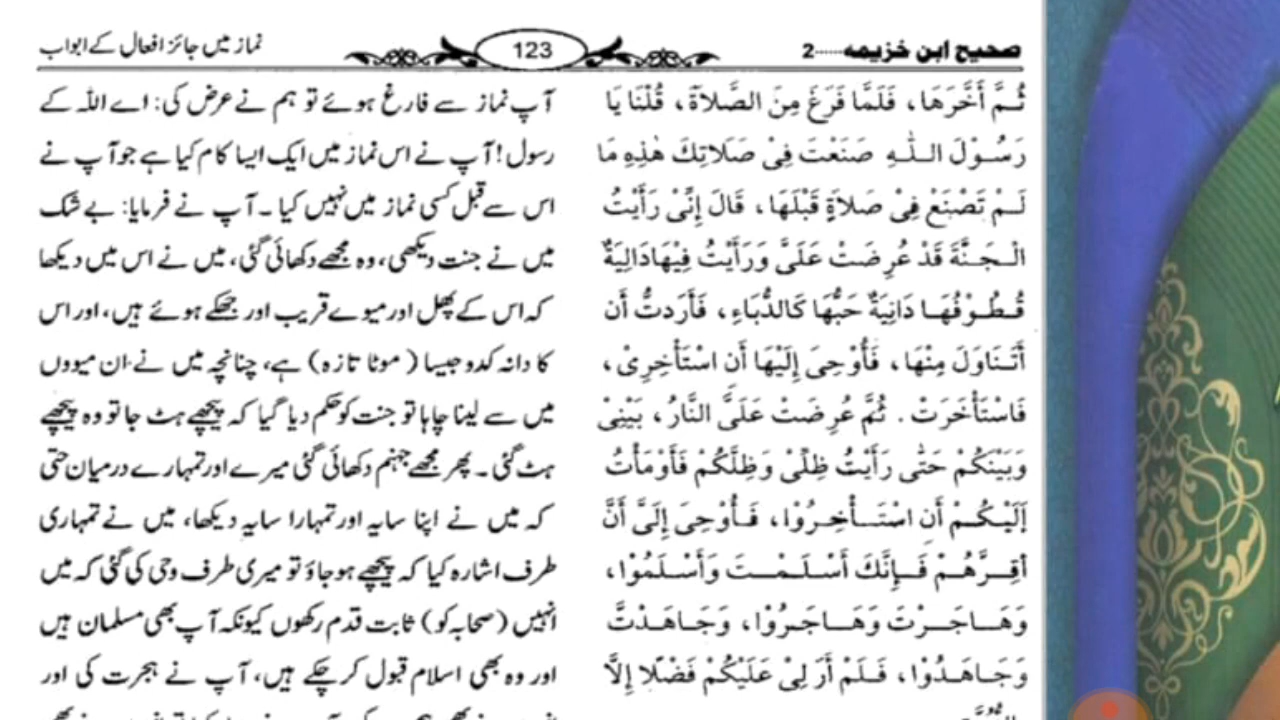 صحیح ابن خزیمہ.....2
123
نماز میں جائز افعال کے ابواب
ثُمَّ أَخَّرَهَا، فَلَمَّا فَرَغَ مِنَ الصَّلَاةِ، قُلْنَا يَا
رَسُوْلَ اللّٰهِ صَنَعْتَ فِيْ صَلَاتِكَ هٰذِهِ مَا
لَمْ تَصْنَعْ فِيْ صَلَاةٍ قَبْلَهَا، قَالَ إِنِّيْ رَأَيْتُ
الْجَنَّةَ قَدْ عُرِضَتْ عَلَيَّ وَرَأَيْتُ فِيْهَا دَالِيَةٌ
قُطُوْفُهَا دَانِيَةٌ حَبُّهَا كَالدُّبَاءِ، فَأَرَدتُّ أَن
أَتَنَاوَلَ مِنْهَا، فَأُوْحِيَ إِلَيْهَا أَن اسْتَأْخِرِيْ،
فَاسْتَأْخَرَتْ. ثُمَّ عُرِضَتْ عَلَيَّ النَّارُ، بَيْنِيْ
وَبَيْنَكُمْ حَتّٰى رَأَيْتُ ظِلِّيْ وَظِلَّكُمْ فَأَوْمَأْتُ
إِلَيْكُمْ أَنِ اسْتَأْخِرُوْا، فَأُوْحِيَ إِلَيَّ أَنَّ
أَقِرَّهُمْ فَإِنَّكَ أَسْلَمْتَ وَأَسْلَمُوْا،
وَهَاجَرْتَ وَهَاجَرُوْا، وَجَاهَدْتَّ
وَجَاهَدُوْا، فَلَمْ أَرَ لِيْ عَلَيْكُمْ فَضْلًا إِلَّا
آپ نماز سے فارغ ہوئے تو ہم نے عرض کی: اے اللہ کے
رسول! آپ نے اس نماز میں ایک ایسا کام کیا ہے جو آپ نے
اس سے قبل کسی نماز میں نہیں کیا ۔ آپ نے فرمایا: بے شک
میں نے جنت دیکھی، وہ مجھے دکھائی گئی، میں نے اس میں دیکھا
کہ اس کے پھل اور میوے قریب اور جھکے ہوئے ہیں، اور اس
کا دانہ کدو جیسا (موٹا تازہ) ہے، چنانچہ میں نے ان میووں
میں سے لینا چاہا تو جنت کو حکم دیا گیا کہ پیچھے ہٹ جا تو وہ پیچھے
ہٹ گئی ۔ پھر مجھے جہنم دکھائی گئی میرے اور تمہارے درمیان حتی
کہ میں نے اپنا سایہ اور تمہارا سایہ دیکھا، میں نے تمہاری
طرف اشارہ کیا کہ پیچھے ہو جاؤ تو میری طرف وحی کی گئی کہ میں
انہیں (صحابہ کو) ثابت قدم رکھوں کیونکہ آپ بھی مسلمان ہیں
اور وہ بھی اسلام قبول کر چکے ہیں، آپ نے ہجرت کی اور